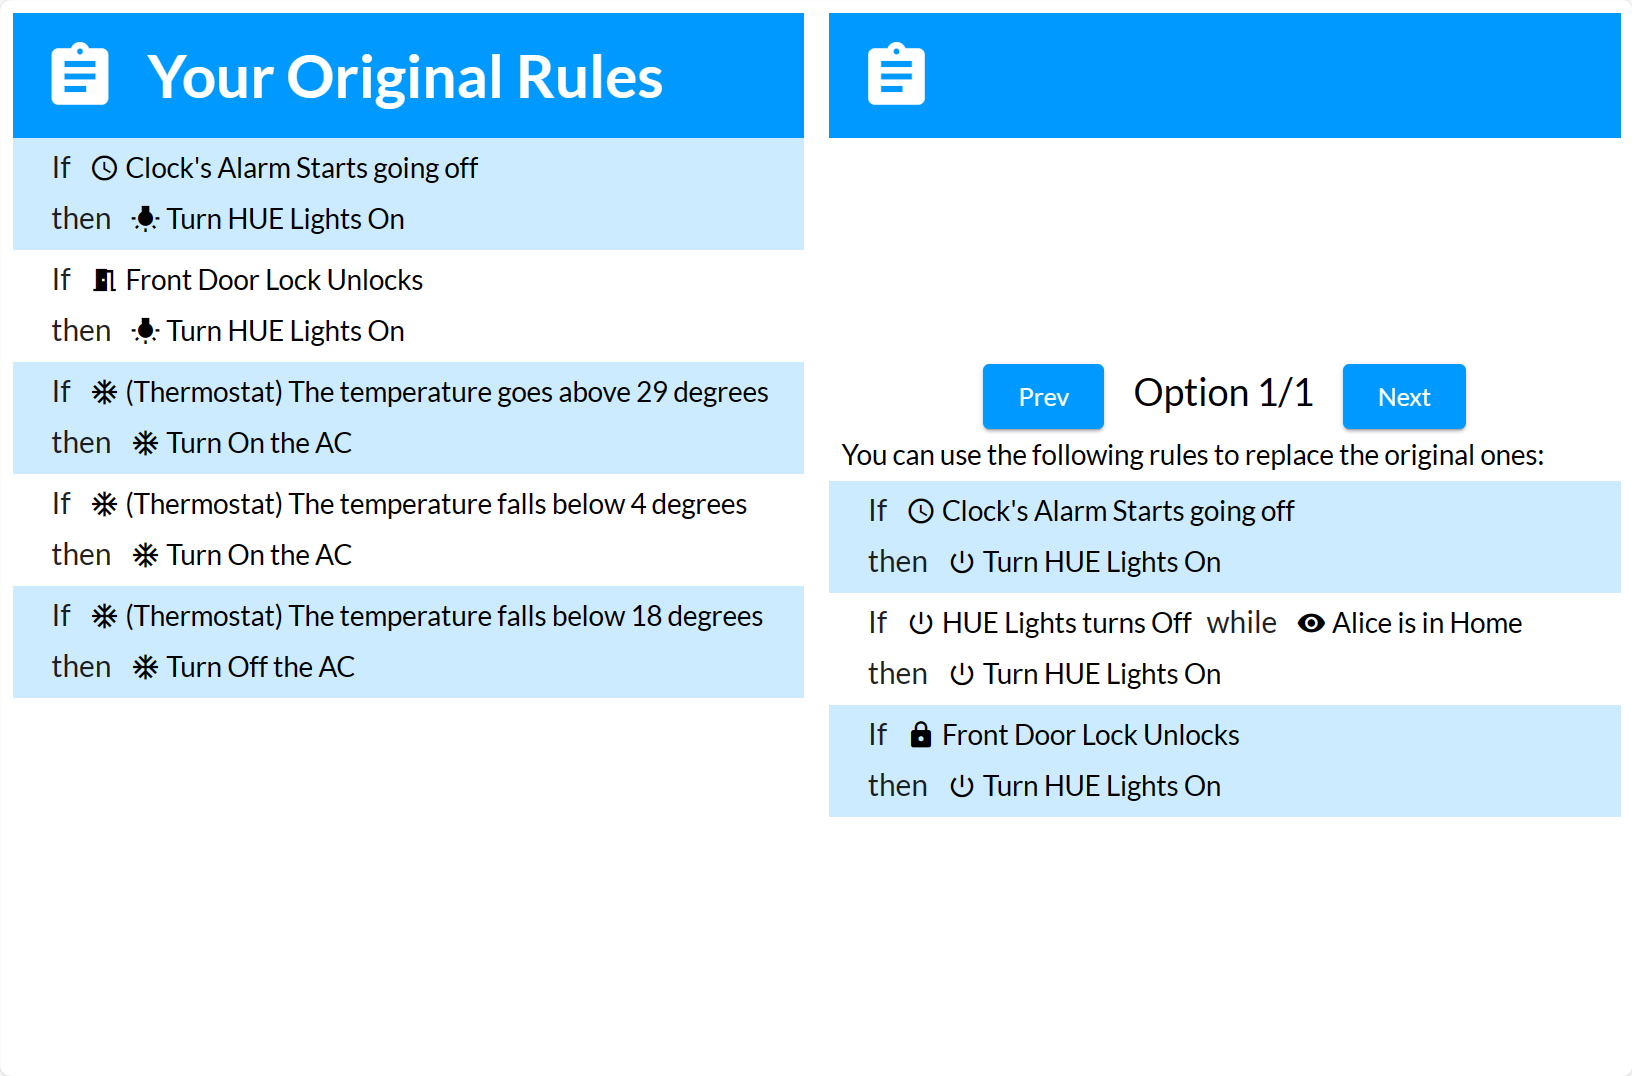 Your Original Rules
If Clock's Alarm Starts going off
then Turn HUE Lights On
If Front Door Lock Unlocks
then Turn HUE Lights On
If (Thermostat) The temperature goes above 29 degrees
then Turn On the AC
If (Thermostat) The temperature falls below 4 degrees
then Turn On the AC
If (Thermostat) The temperature falls below 18 degrees
then Turn Off the AC
Prev Option 1/1 Next
You can use the following rules to replace the original ones:
If Clock's Alarm Starts going off
then Turn HUE Lights On
If HUE Lights turns Off while Alice is in Home
then Turn HUE Lights On
If Front Door Lock Unlocks
then Turn HUE Lights On